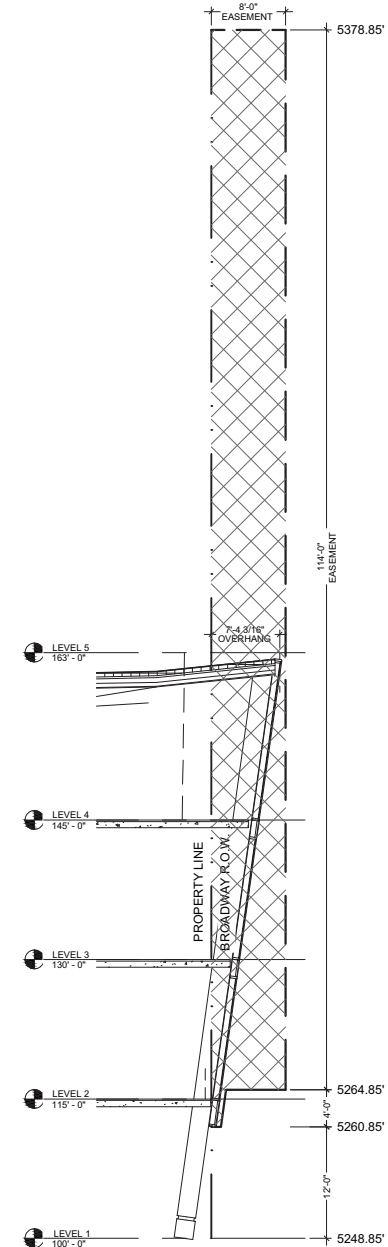 8'-0"
EASEMENT
5378.85'
114'-0"
EASEMENT
7'-4 3/16"
OVERHANG
LEVEL 5
163' - 0"
LEVEL 4
145' - 0"
PROPERTY LINE
BROADWAY R.O.W.
LEVEL 3
130' - 0"
5264.85'
LEVEL 2
115' - 0"
4'-0"
5260.85'
12'-0"
LEVEL 1
100' - 0"
5248.85'